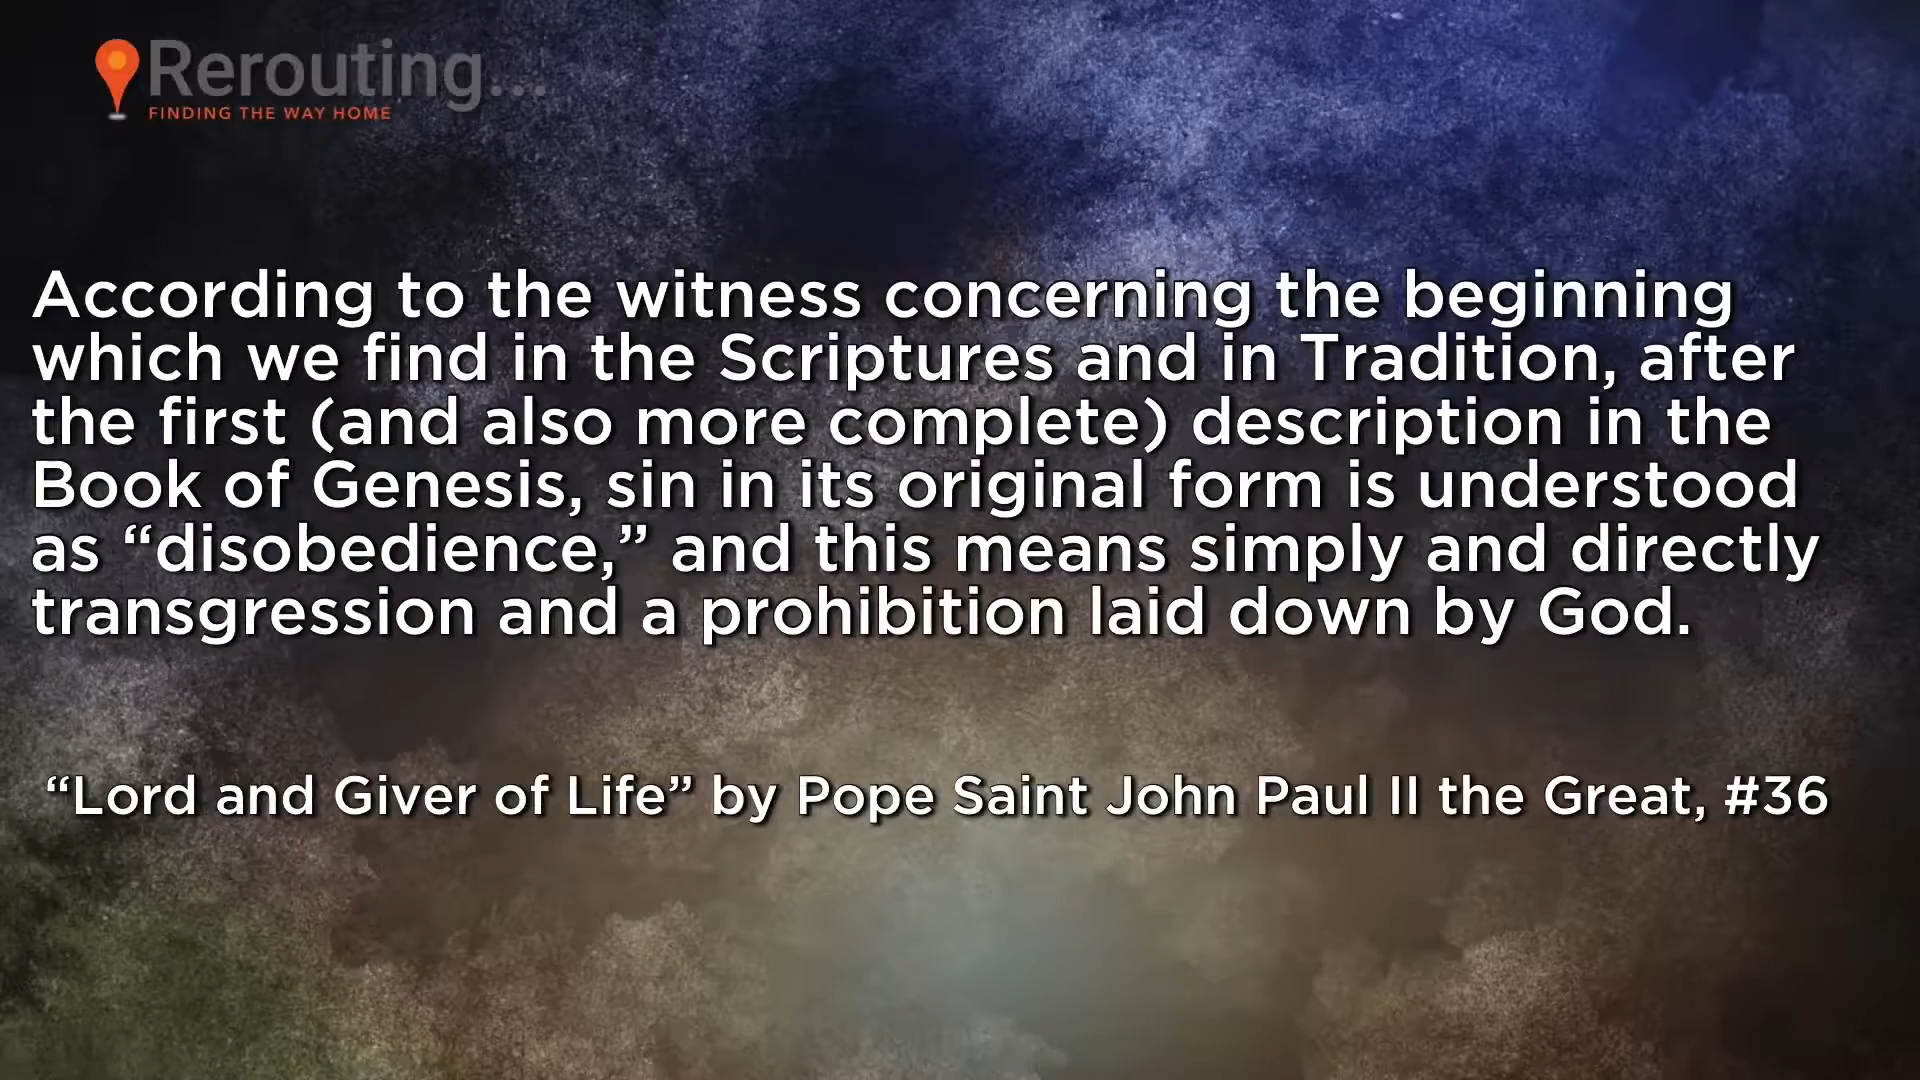 Rerouting...
FINDING THE WAY HOME
According to the witness concerning the beginning
which we find in the Scriptures and in Tradition, after
the first (and also more complete) description in the
Book of Genesis, sin in its original form is understood
as “disobedience,” and this means simply and directly
transgression and a prohibition laid down by God.
“Lord and Giver of Life” by Pope Saint John Paul II the Great, #36